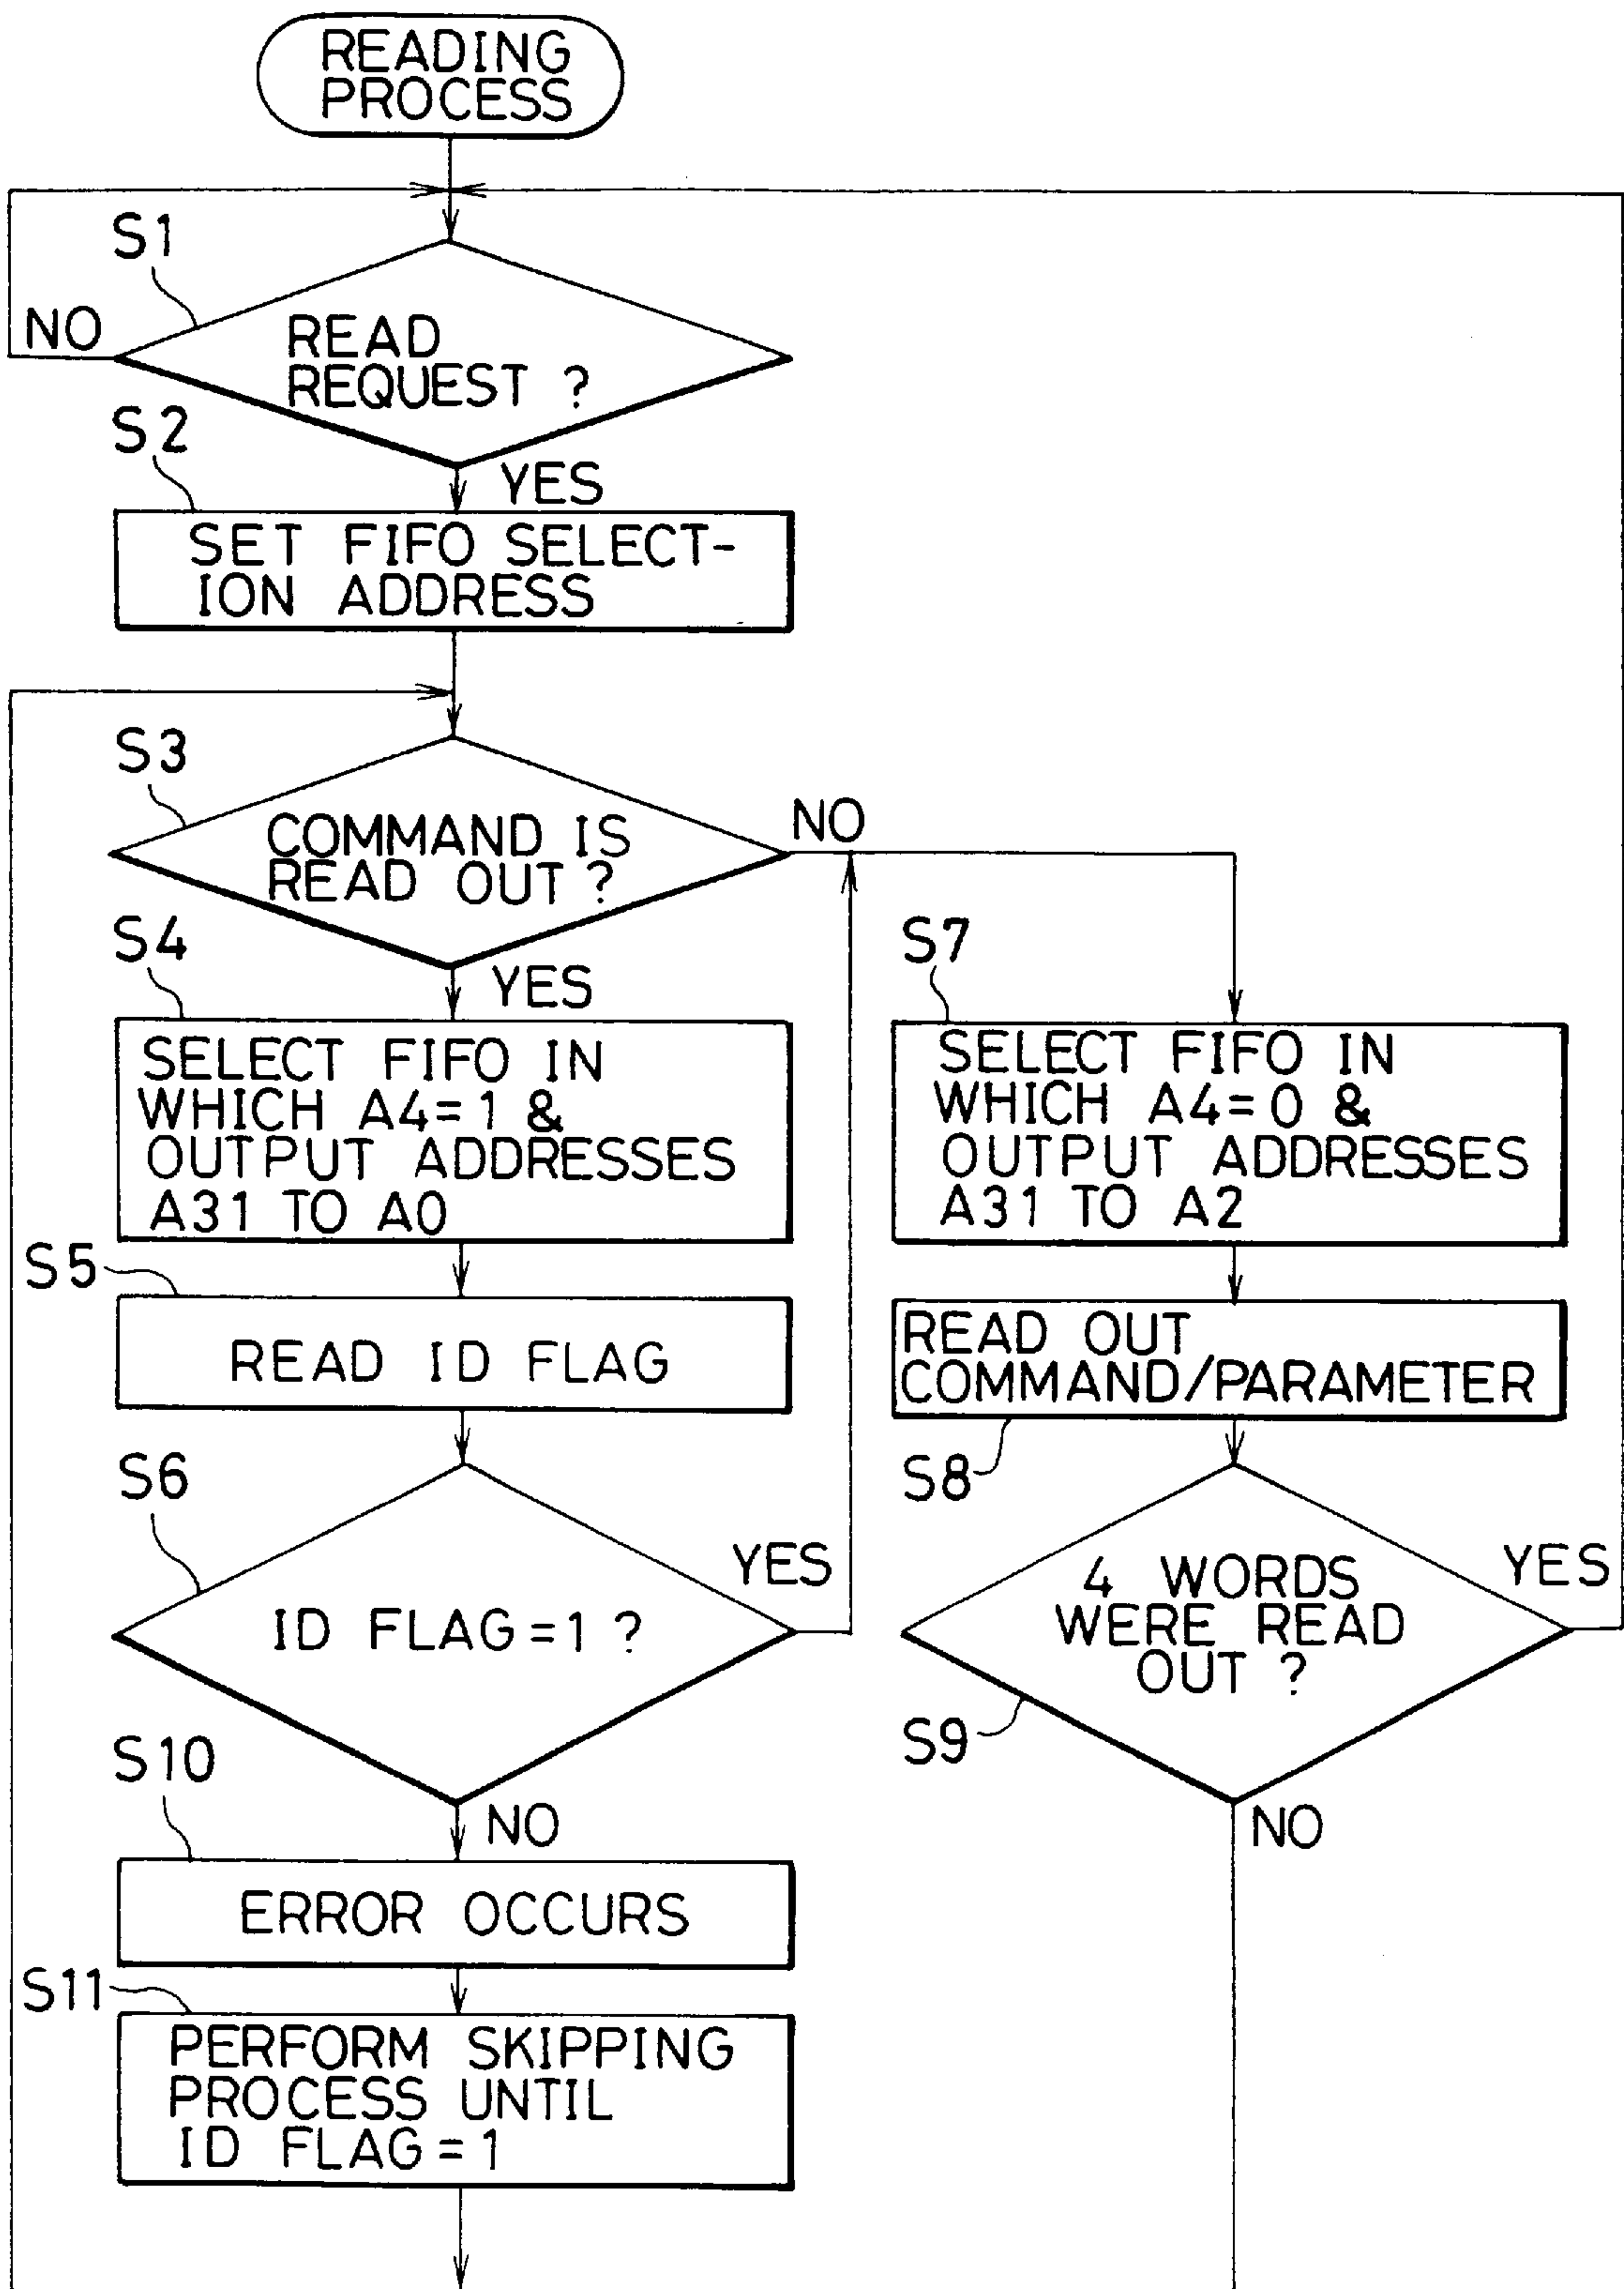 READING
PROCESS
S1
NO
READ
REQUEST ?
S2
YES
SET FIFO SELECT-
ION ADDRESS
S3
NO
COMMAND IS
READ OUT ?
S4
YES
SELECT FIFO IN
WHICH A4=1 &
OUTPUT ADDRESSES
A31 TO A0
S5
READ ID FLAG
S6
YES
ID FLAG=1 ?
S7
SELECT FIFO IN
WHICH A4=0 &
OUTPUT ADDRESSES
A31 TO A2
READ OUT
COMMAND/PARAMETER
S8
YES
4 WORDS
WERE READ
OUT ?
S9
NO
S10
NO
ERROR OCCURS
S11
PERFORM SKIPPING
PROCESS UNTIL
ID FLAG=1